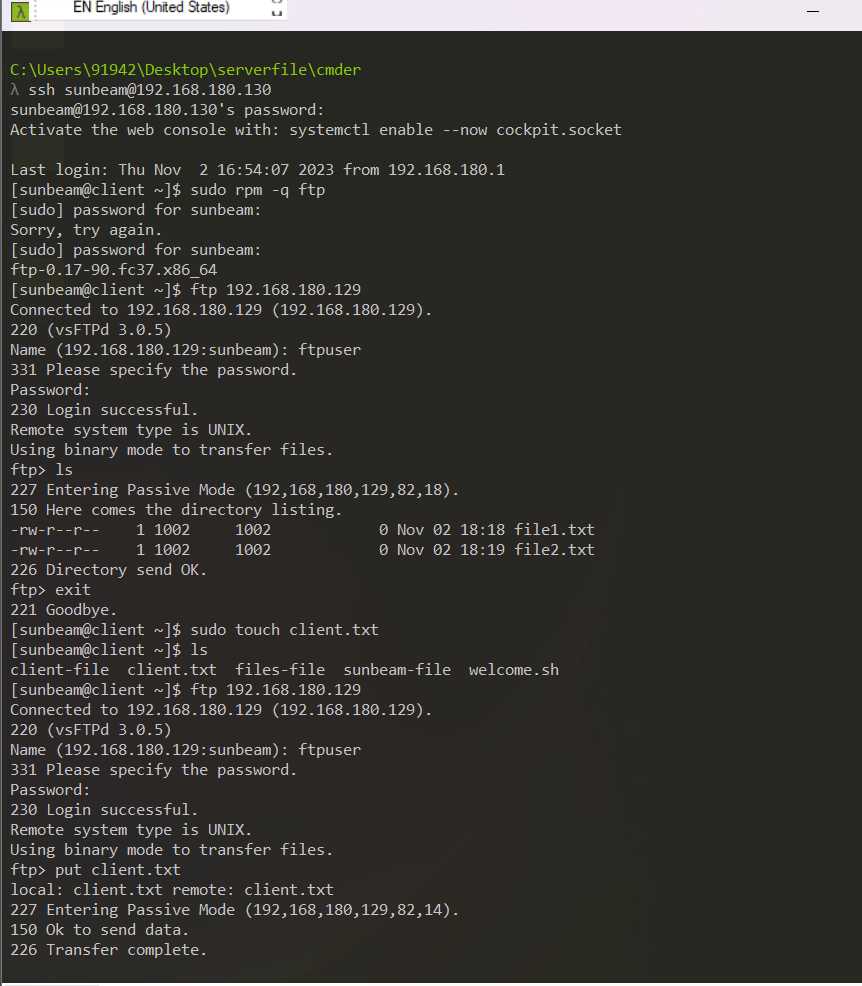 λ EN English (United States)
C:\Users\91942\Desktop\serverfile\cmder
λ ssh sunbeam@192.168.180.130
sunbeam@192.168.180.130's password:
Activate the web console with: systemctl enable --now cockpit.socket
Last login: Thu Nov  2 16:54:07 2023 from 192.168.180.1
[sunbeam@client ~]$ sudo rpm -q ftp
[sudo] password for sunbeam:
Sorry, try again.
[sudo] password for sunbeam:
ftp-0.17-90.fc37.x86_64
[sunbeam@client ~]$ ftp 192.168.180.129
Connected to 192.168.180.129 (192.168.180.129).
220 (vsFTPd 3.0.5)
Name (192.168.180.129:sunbeam): ftpuser
331 Please specify the password.
Password:
230 Login successful.
Remote system type is UNIX.
Using binary mode to transfer files.
ftp> ls
227 Entering Passive Mode (192,168,180,129,82,18).
150 Here comes the directory listing.
-rw-r--r--    1 1002     1002            0 Nov 02 18:18 file1.txt
-rw-r--r--    1 1002     1002            0 Nov 02 18:19 file2.txt
226 Directory send OK.
ftp> exit
221 Goodbye.
[sunbeam@client ~]$ sudo touch client.txt
[sunbeam@client ~]$ ls
client-file  client.txt  files-file  sunbeam-file  welcome.sh
[sunbeam@client ~]$ ftp 192.168.180.129
Connected to 192.168.180.129 (192.168.180.129).
220 (vsFTPd 3.0.5)
Name (192.168.180.129:sunbeam): ftpuser
331 Please specify the password.
Password:
230 Login successful.
Remote system type is UNIX.
Using binary mode to transfer files.
ftp> put client.txt
local: client.txt remote: client.txt
227 Entering Passive Mode (192,168,180,129,82,14).
150 Ok to send data.
226 Transfer complete.